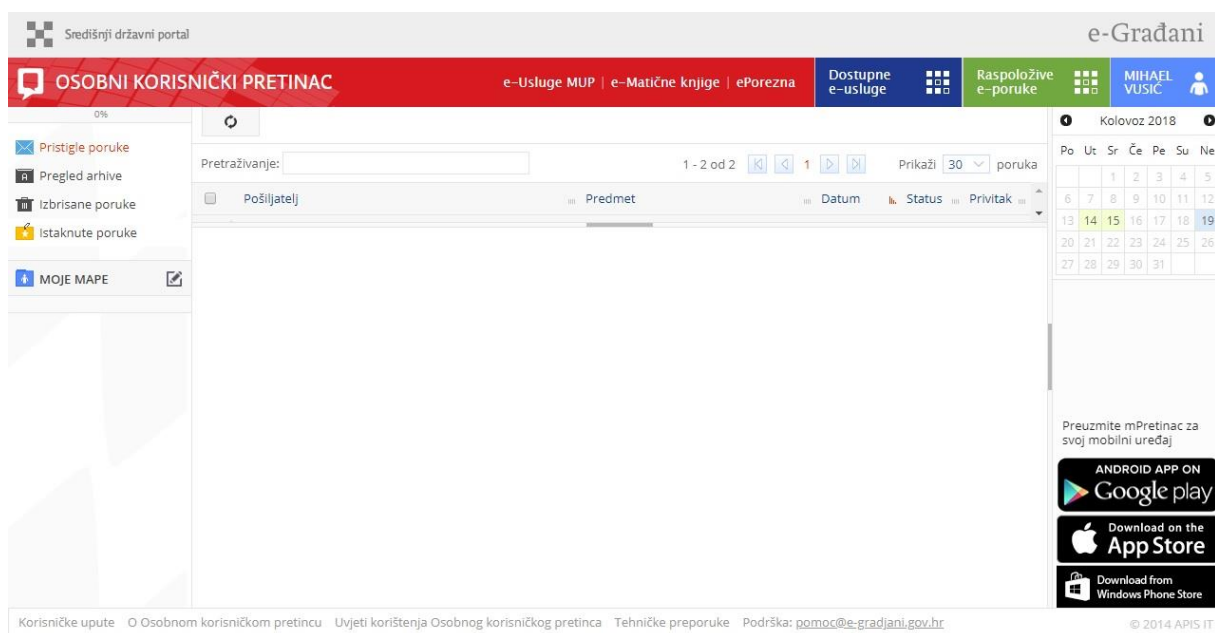 Središnji državni portal
e-Građani
OSOBNI KORISNIČKI PRETINAC
e-Usluge MUP | e-Matične knjige | ePorezna
Dostupne
e-usluge
Raspoložive
e-poruke
MIHAEL
VUSIĆ
0%
Pristigle poruke
Pregled arhive
Izbrisane poruke
Istaknute poruke
MOJE MAPE
Pretraživanje:
1 - 2 od 2
1
Prikaži 30 poruka
Pošiljatelj Predmet Datum Status Privitak
Kolovoz 2018
Po Ut Sr Če Pe Su Ne
1 2 3 4 5
6 7 8 9 10 11 12
13 14 15 16 17 18 19
20 21 22 23 24 25 26
27 28 29 30 31
Preuzmite mPretinac za
svoj mobilni uređaj
ANDROID APP ON
Google play
Download on the
App Store
Download from
Windows Phone Store
Korisničke upute O Osobnom korisničkom pretincu Uvjeti korištenja Osobnog korisničkog pretinca Tehničke preporuke Podrška: pomoc@e-gradjani.gov.hr
© 2014 APIS IT